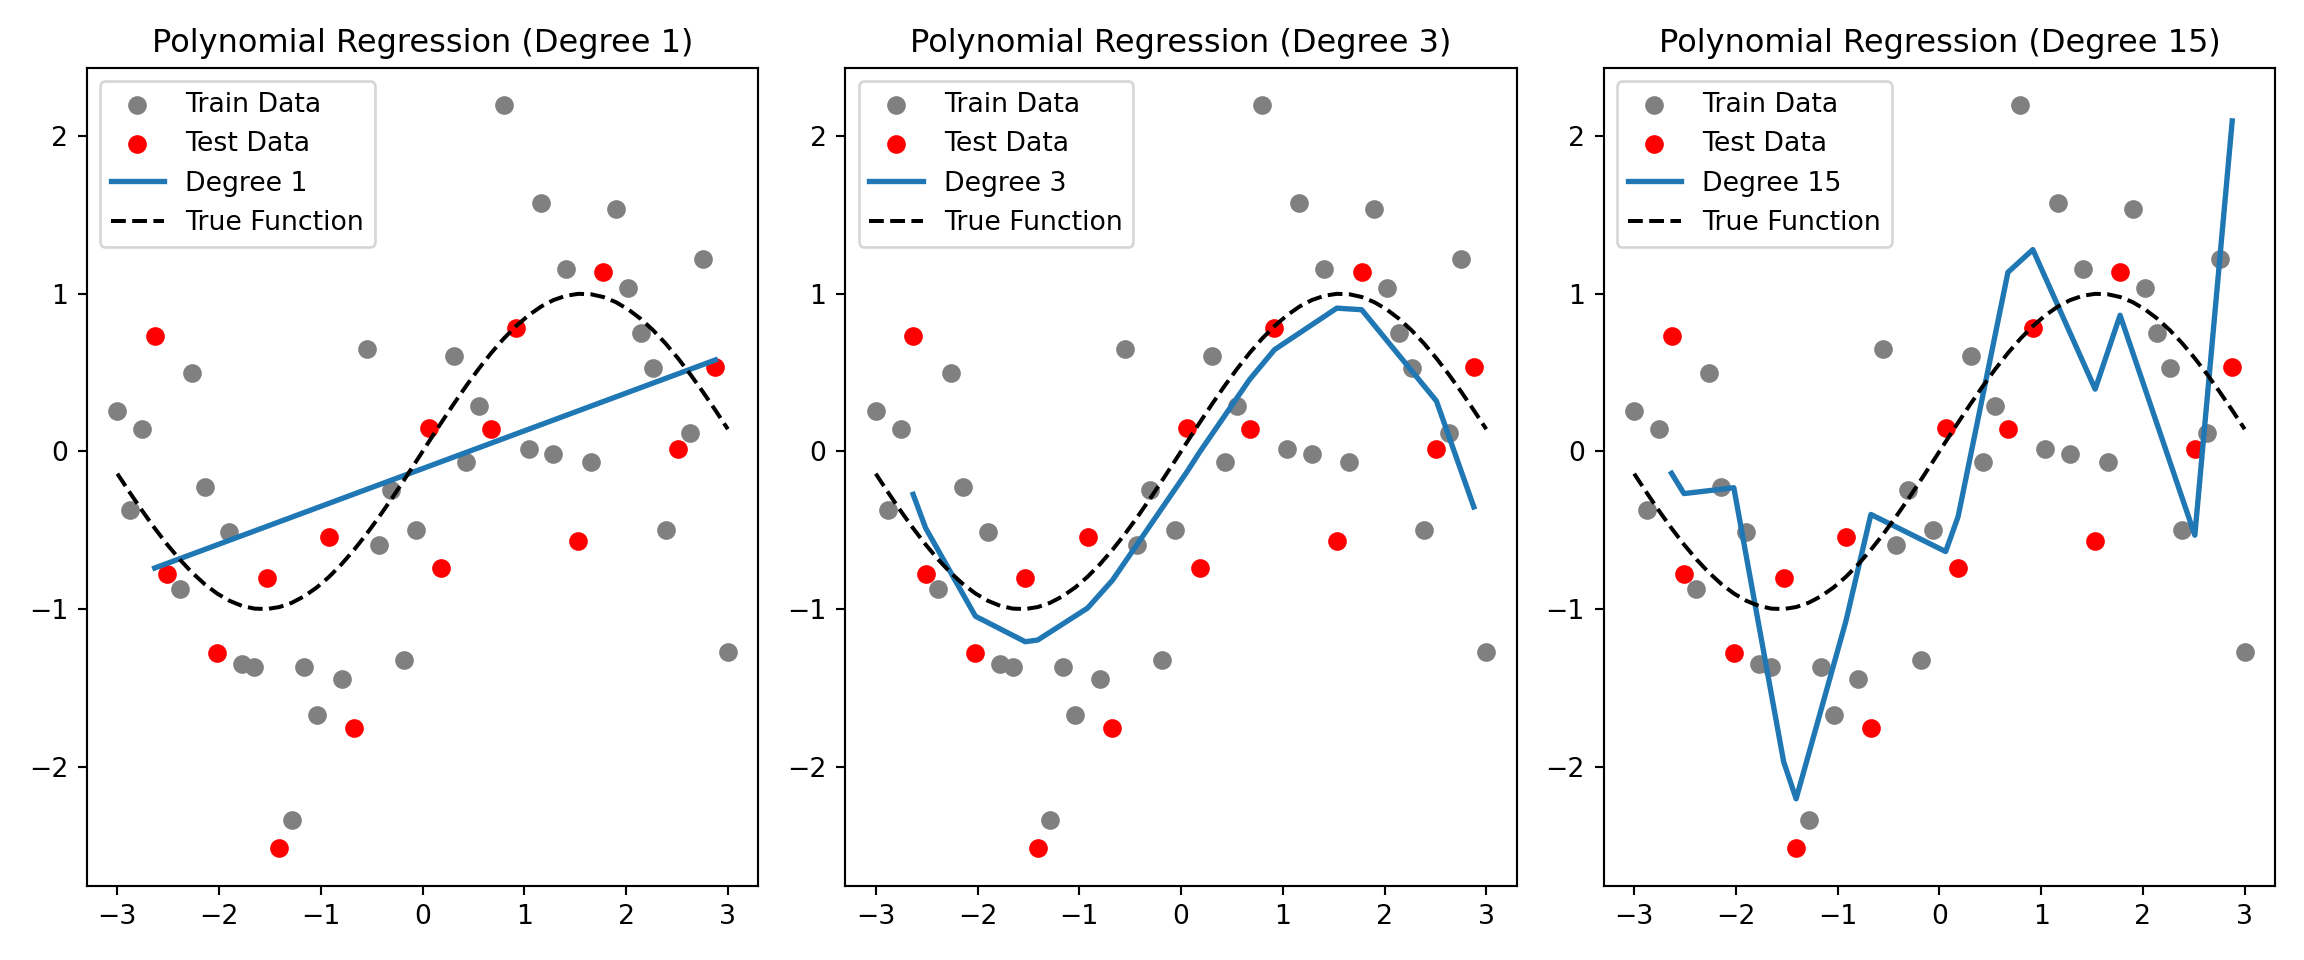 Polynomial Regression (Degree 1)
Train Data
Test Data
Degree 1
True Function
2
1
0
−1
−2
−3
−2
−1
0
1
2
3
Polynomial Regression (Degree 3)
Train Data
Test Data
Degree 3
True Function
2
1
0
−1
−2
−3
−2
−1
0
1
2
3
Polynomial Regression (Degree 15)
Train Data
Test Data
Degree 15
True Function
2
1
0
−1
−2
−3
−2
−1
0
1
2
3